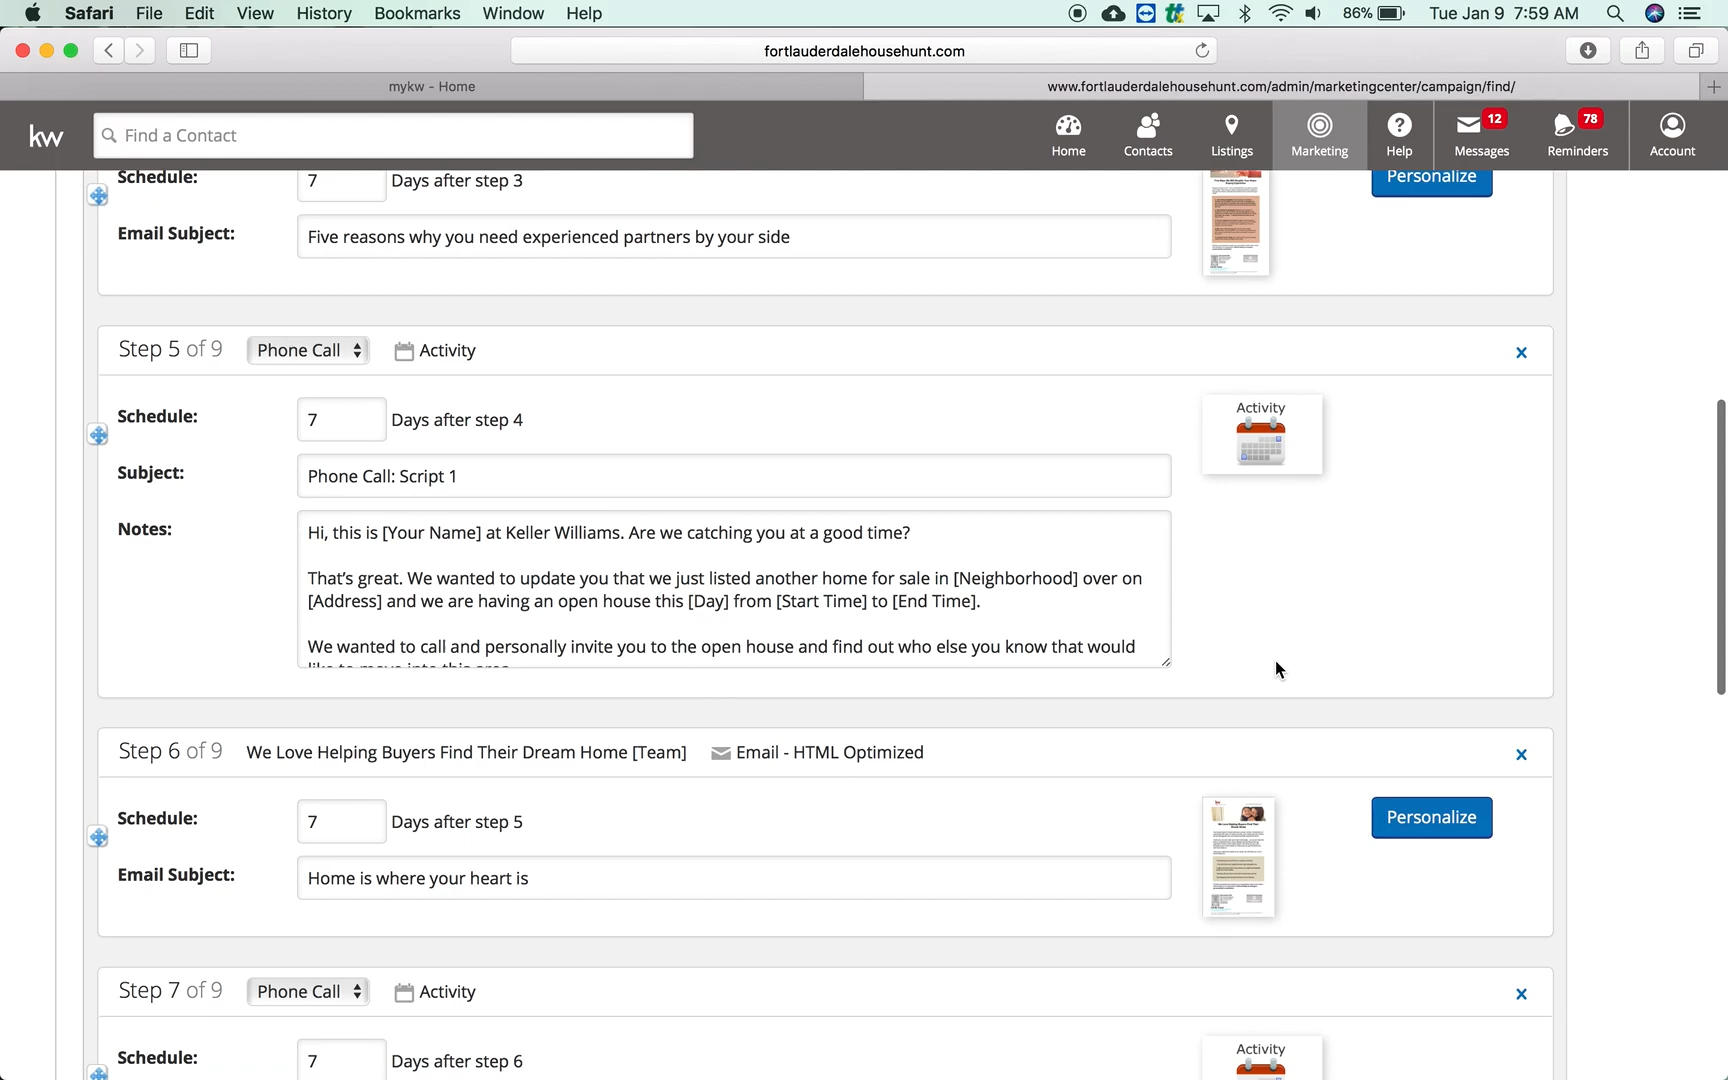 Safari File Edit View History Bookmarks Window Help 86% Tue Jan 9 7:59 AM
fortlauderdalehousehunt.com
mykw - Home
www.fortlauderdalehousehunt.com/admin/marketingcenter/campaign/find/
kw
Find a Contact
Home
Contacts
Listings
Marketing
Help
12
Messages
78
Reminders
Account
Schedule: 7 Days after step 3
Personalize
Email Subject: Five reasons why you need experienced partners by your side
Step 5 of 9 Phone Call Activity x
Schedule: 7 Days after step 4
Activity
Subject: Phone Call: Script 1
Notes: Hi, this is [Your Name] at Keller Williams. Are we catching you at a good time?
That's great. We wanted to update you that we just listed another home for sale in [Neighborhood] over on
[Address] and we are having an open house this [Day] from [Start Time] to [End Time].
We wanted to call and personally invite you to the open house and find out who else you know that would
like to move into this area
Step 6 of 9 We Love Helping Buyers Find Their Dream Home [Team] Email - HTML Optimized x
Schedule: 7 Days after step 5
Personalize
Email Subject: Home is where your heart is
Step 7 of 9 Phone Call Activity x
Schedule: 7 Days after step 6
Activity